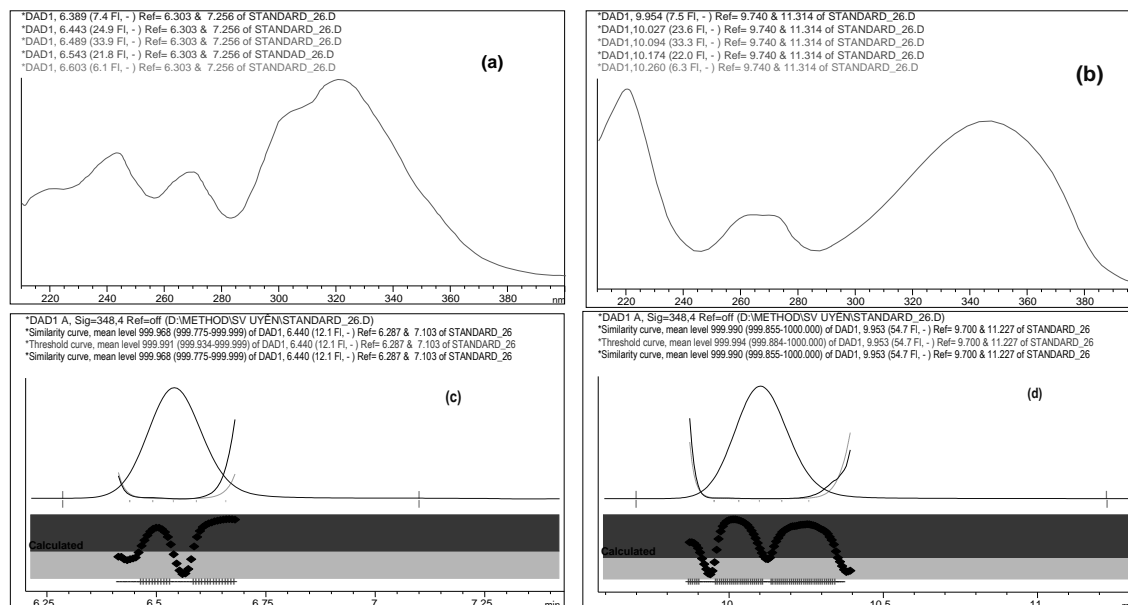 *DAD1, 6.389 (7.4 Fl, - ) Ref= 6.303 & 7.256 of STANDARD_26.D
*DAD1, 6.443 (24.9 Fl, - ) Ref= 6.303 & 7.256 of STANDARD_26.D
*DAD1, 6.489 (33.9 Fl, - ) Ref= 6.303 & 7.256 of STANDARD_26.D
*DAD1, 6.543 (21.8 Fl, - ) Ref= 6.303 & 7.256 of STANDAD_26.D
*DAD1, 6.603 (6.1 Fl, - ) Ref= 6.303 & 7.256 of STANDARD_26.D
(a)
220 240 260 280 300 320 340 360 380 nm
*DAD1, 9.954 (7.5 Fl, - ) Ref= 9.740 & 11.314 of STANDARD_26.D
*DAD1,10.027 (23.6 Fl, - ) Ref= 9.740 & 11.314 of STANDARD_26.D
*DAD1,10.094 (33.3 Fl, - ) Ref= 9.740 & 11.314 of STANDARD_26.D
*DAD1,10.174 (22.0 Fl, - ) Ref= 9.740 & 11.314 of STANDARD_26.D
*DAD1,10.260 (6.3 Fl, - ) Ref= 9.740 & 11.314 of STANDARD_26.D
(b)
220 240 260 280 300 320 340 360 380
*DAD1 A, Sig=348,4 Ref=off (D:\METHOD\SV UYÊN\STANDARD_26.D)
*Similarity curve, mean level 999.968 (999.775-999.999) of DAD1, 6.440 (12.1 Fl, - ) Ref= 6.287 & 7.103 of STANDARD_26
*Threshold curve, mean level 999.991 (999.934-999.999) of DAD1, 6.440 (12.1 Fl, - ) Ref= 6.287 & 7.103 of STANDARD_26
*Similarity curve, mean level 999.968 (999.775-999.999) of DAD1, 6.440 (12.1 Fl, - ) Ref= 6.287 & 7.103 of STANDARD_26
(c)
Calculated
6.25 6.5 6.75 7 7.25 min
*DAD1 A, Sig=348,4 Ref=off (D:\METHOD\SV UYÊN\STANDARD_26.D)
*Similarity curve, mean level 999.990 (999.855-1000.000) of DAD1, 9.953 (54.7 Fl, - ) Ref= 9.700 & 11.227 of STANDARD_26
*Threshold curve, mean level 999.994 (999.884-1000.000) of DAD1, 9.953 (54.7 Fl, - ) Ref= 9.700 & 11.227 of STANDARD_26
*Similarity curve, mean level 999.990 (999.855-1000.000) of DAD1, 9.953 (54.7 Fl, - ) Ref= 9.700 & 11.227 of STANDARD_26
(d)
Calculated
10 10.5 11